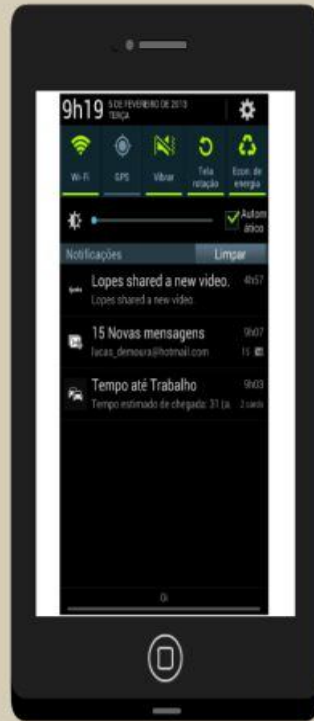 9h19 5 DE FEVEREIRO DE 2013
TERÇA
Wi-Fi GPS Vibrar Tela rotação Econ. de energia
Automático
Notificações Limpar
Lopes shared a new video. 4h57
Lopes shared a new video.
15 Novas mensagens 9h07
lucas_demoura@hotmail.com 15
Tempo até Trabalho 9h03
Tempo estimado de chegada: 31 (a 2 cards
Oi